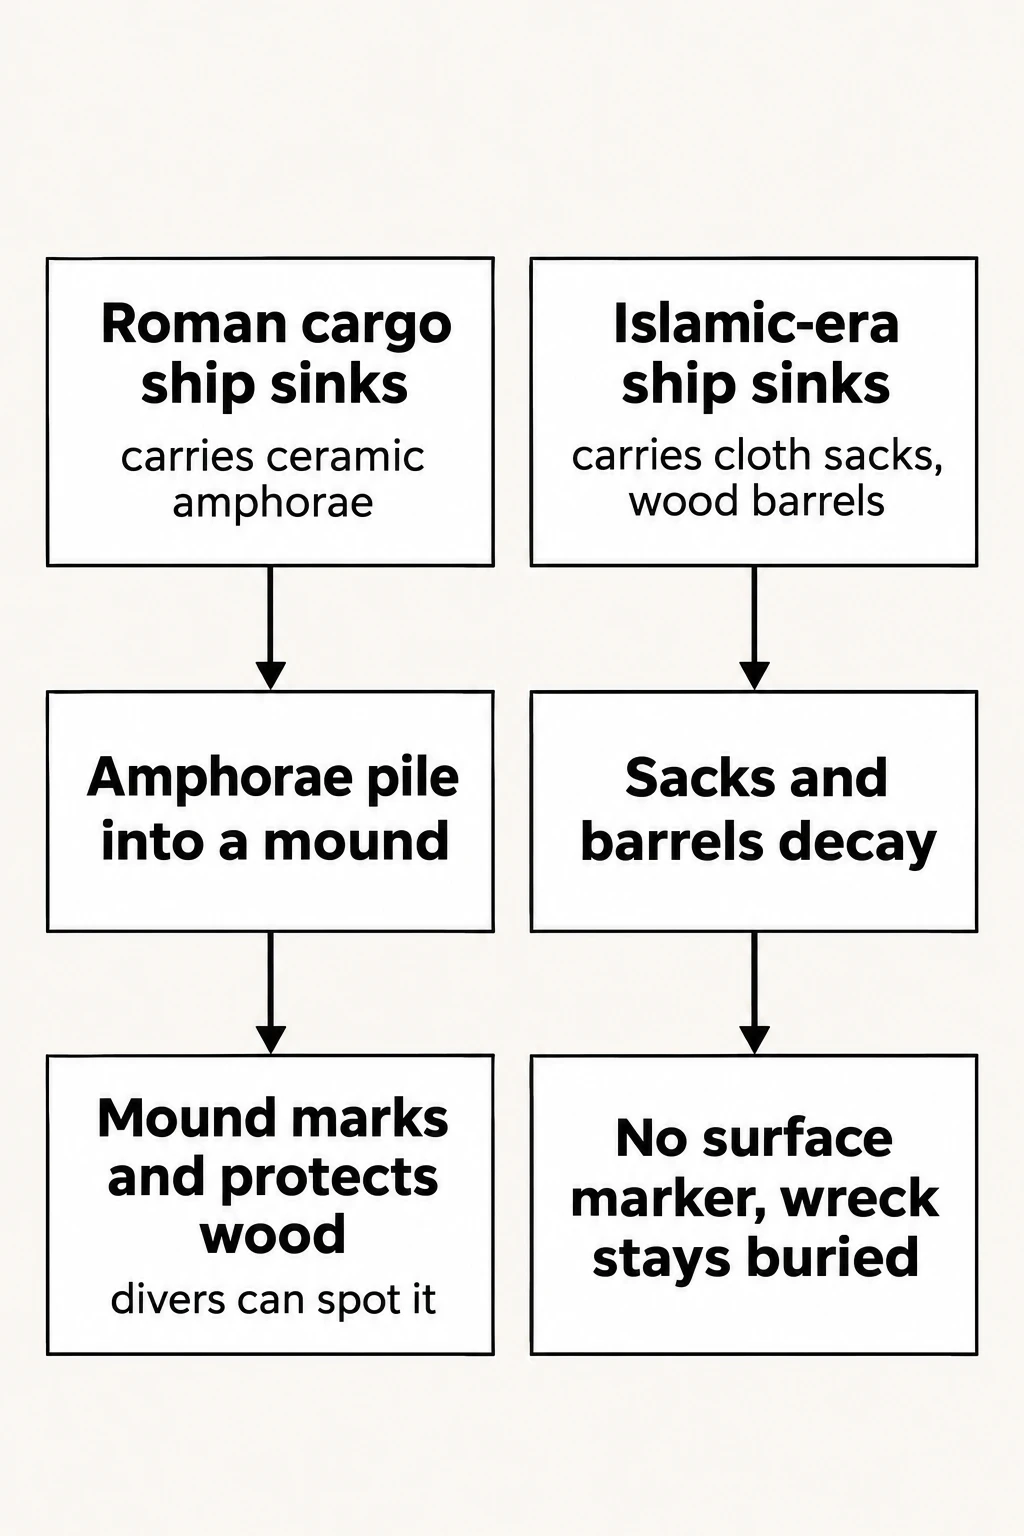 Roman cargo
ship sinks
carries ceramic
amphorae
Islamic-era
ship sinks
carries cloth sacks,
wood barrels
Amphorae pile
into a mound
Sacks and
barrels decay
Mound marks
and protects
wood
divers can spot it
No surface
marker, wreck
stays buried